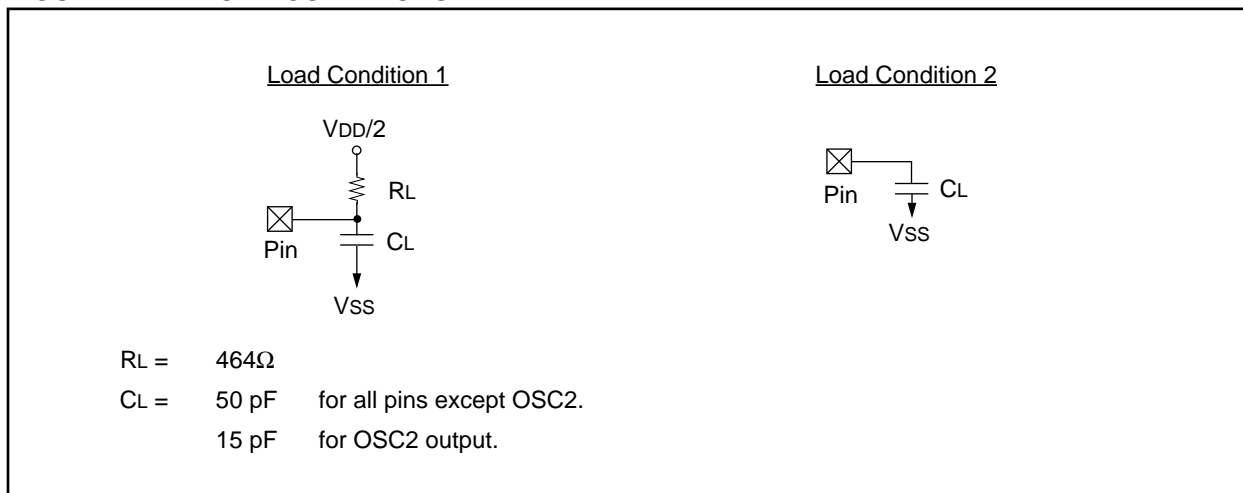 Load Condition 1
VDD/2
RL
Pin
CL
VSS
Load Condition 2
Pin
CL
VSS
RL = 464Ω
CL = 50 pF for all pins except OSC2.
15 pF for OSC2 output.